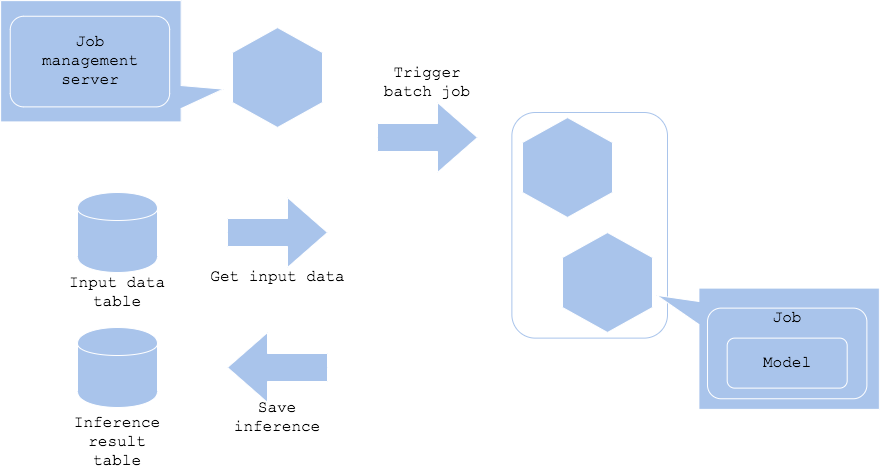 Job
management
server
Trigger
batch job
Input data
table
Get input data
Job
Model
Save
inference
Inference
result
table